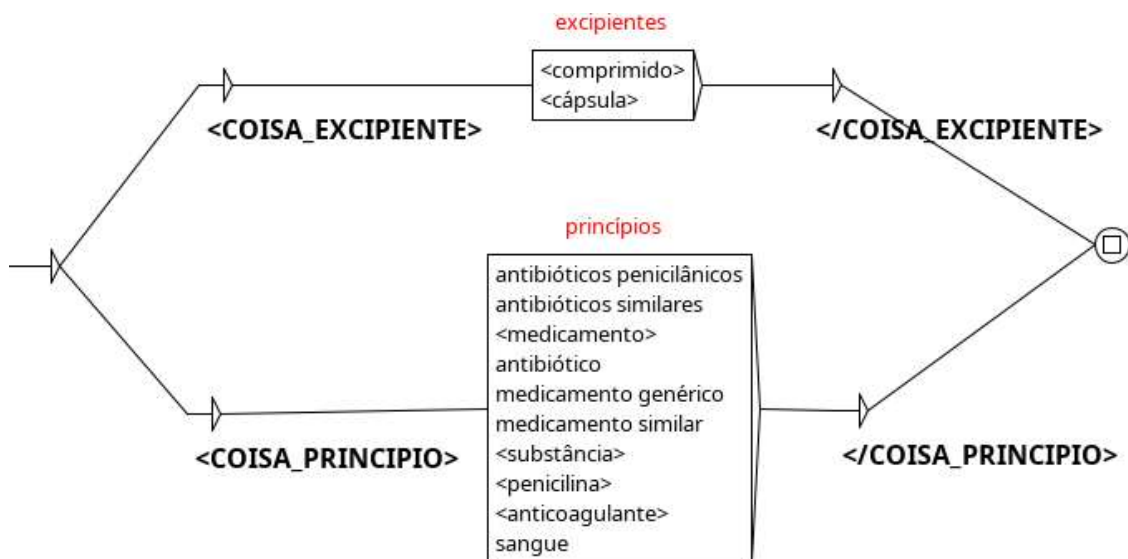 excipientes
<comprimido>
<cápsula>
<COISA_EXCIPIENTE>
</COISA_EXCIPIENTE>
princípios
antibióticos penicilânicos
antibióticos similares
<medicamento>
antibiótico
medicamento genérico
medicamento similar
<substância>
<penicilina>
<anticoagulante>
sangue
<COISA_PRINCIPIO>
</COISA_PRINCIPIO>